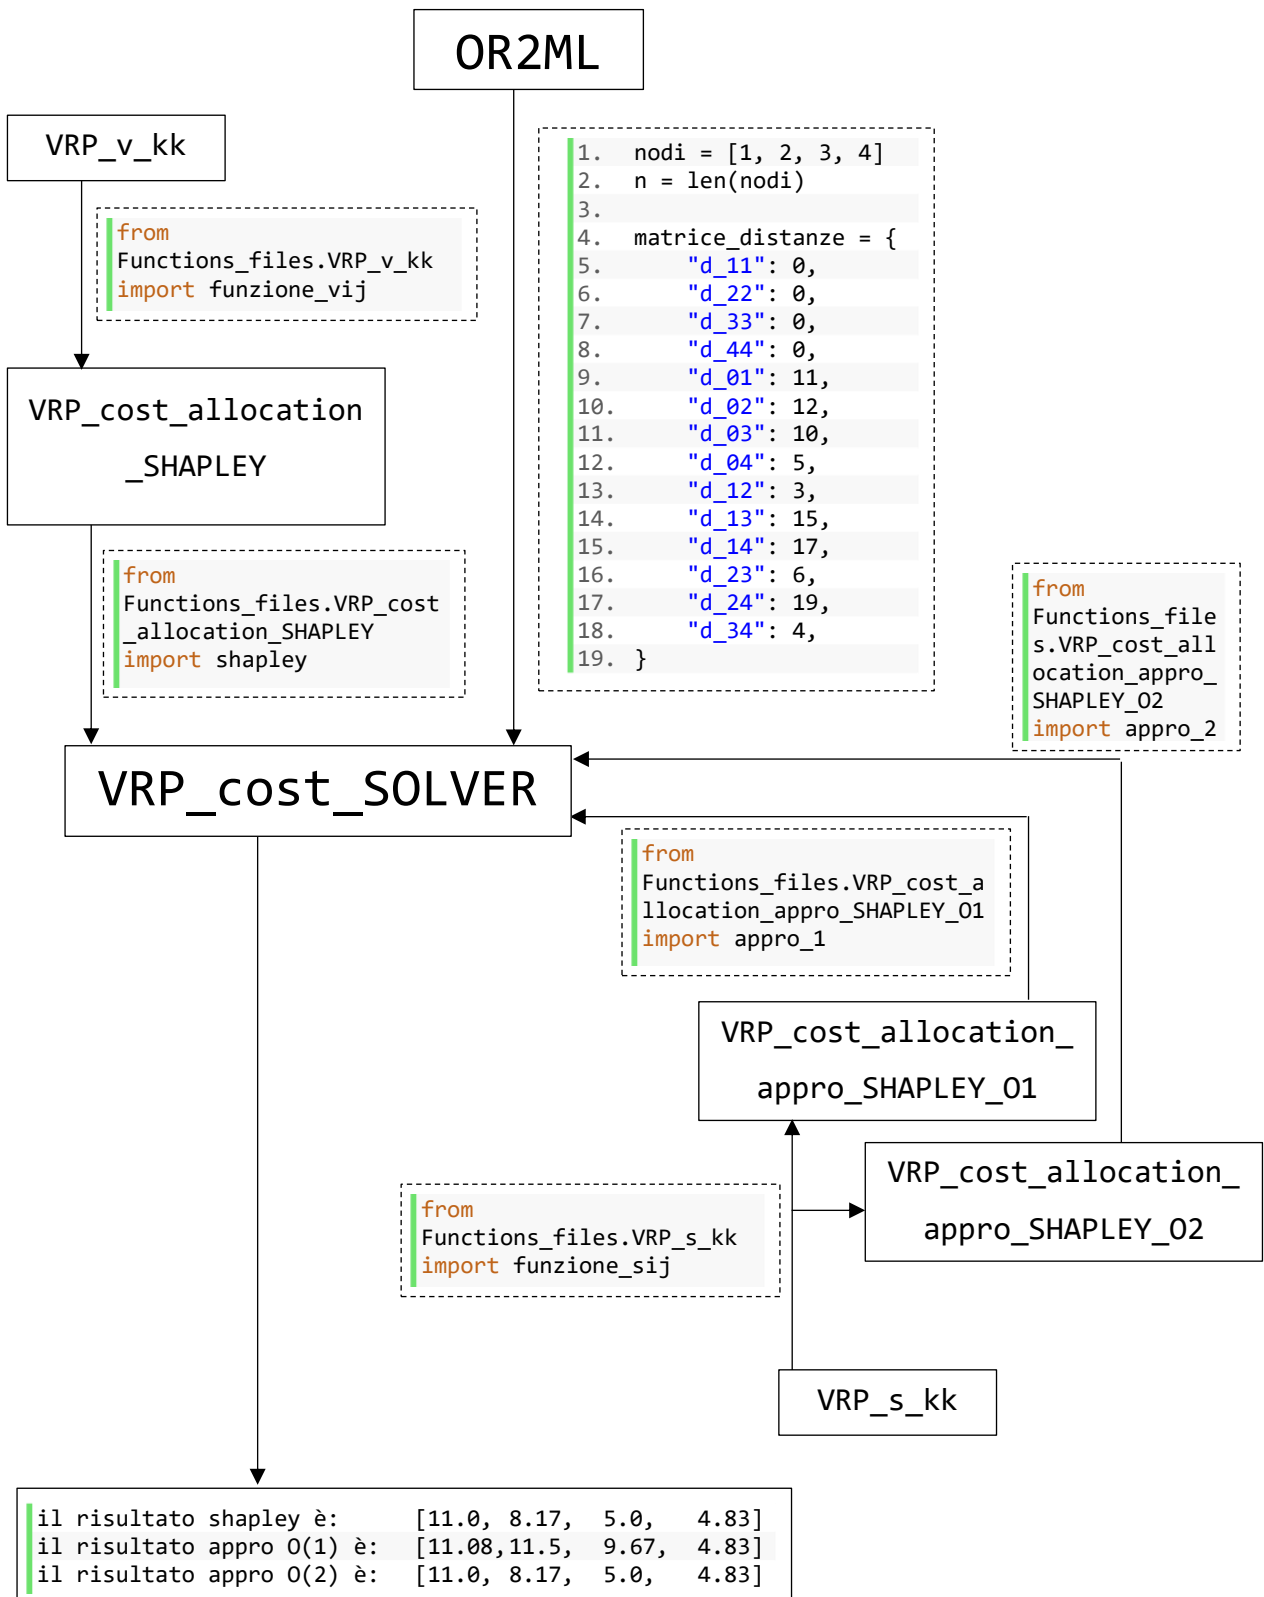 OR2ML
VRP_v_kk
from
Functions_files.VRP_v_kk
import funzione_vij
1. nodi = [1, 2, 3, 4]
2. n = len(nodi)
3.
4. matrice_distanze = {
5. "d_11": 0,
6. "d_22": 0,
7. "d_33": 0,
8. "d_44": 0,
9. "d_01": 11,
10. "d_02": 12,
11. "d_03": 10,
12. "d_04": 5,
13. "d_12": 3,
14. "d_13": 15,
15. "d_14": 17,
16. "d_23": 6,
17. "d_24": 19,
18. "d_34": 4,
19. }
VRP_cost_allocation
_SHAPLEY
from
Functions_files.VRP_cost
_allocation_SHAPLEY
import shapley
from
Functions_file
s.VRP_cost_all
ocation_appro_
SHAPLEY_O2
import appro_2
VRP_cost_SOLVER
from
Functions_files.VRP_cost_a
llocation_appro_SHAPLEY_O1
import appro_1
VRP_cost_allocation_
appro_SHAPLEY_O1
VRP_cost_allocation_
appro_SHAPLEY_O2
from
Functions_files.VRP_s_kk
import funzione_sij
VRP_s_kk
il risultato shapley è: [11.0, 8.17, 5.0, 4.83]
il risultato appro O(1) è: [11.08,11.5, 9.67, 4.83]
il risultato appro O(2) è: [11.0, 8.17, 5.0, 4.83]